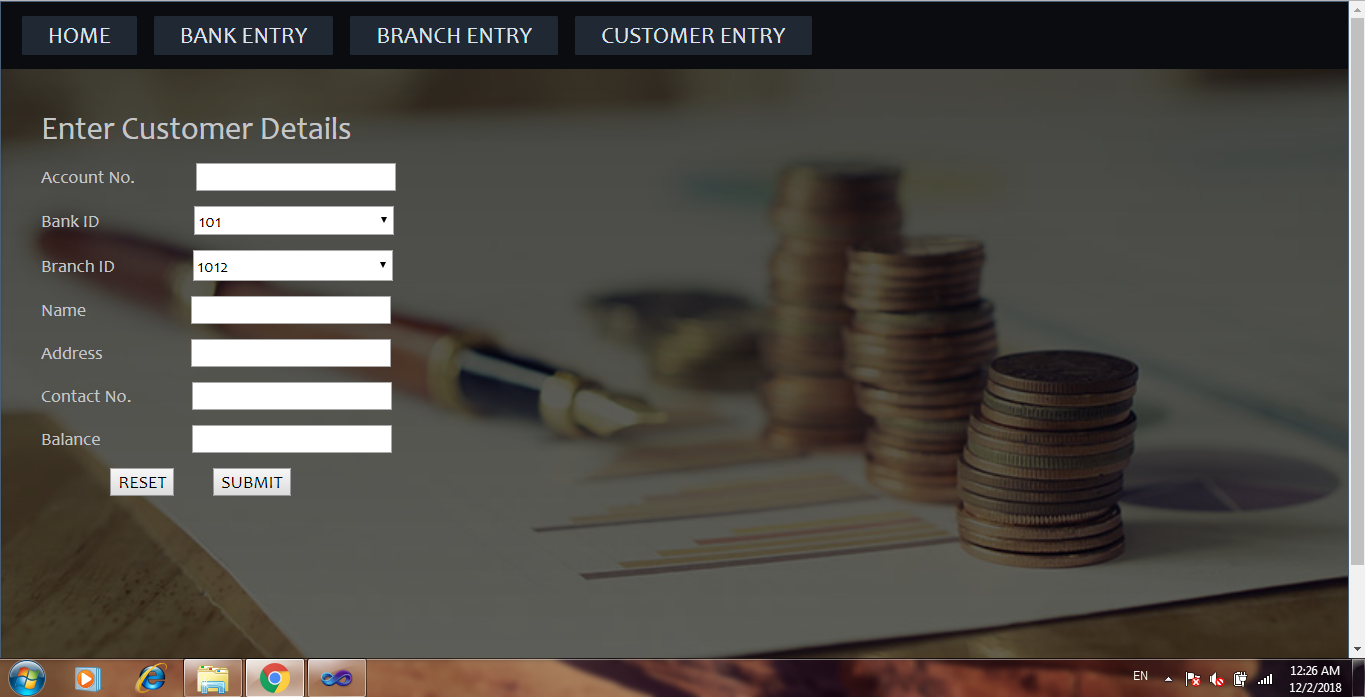 HOME BANK ENTRY BRANCH ENTRY CUSTOMER ENTRY
Enter Customer Details
Account No.
Bank ID 101
Branch ID 1012
Name
Address
Contact No.
Balance
RESET SUBMIT
EN 12:26 AM
12/2/2018